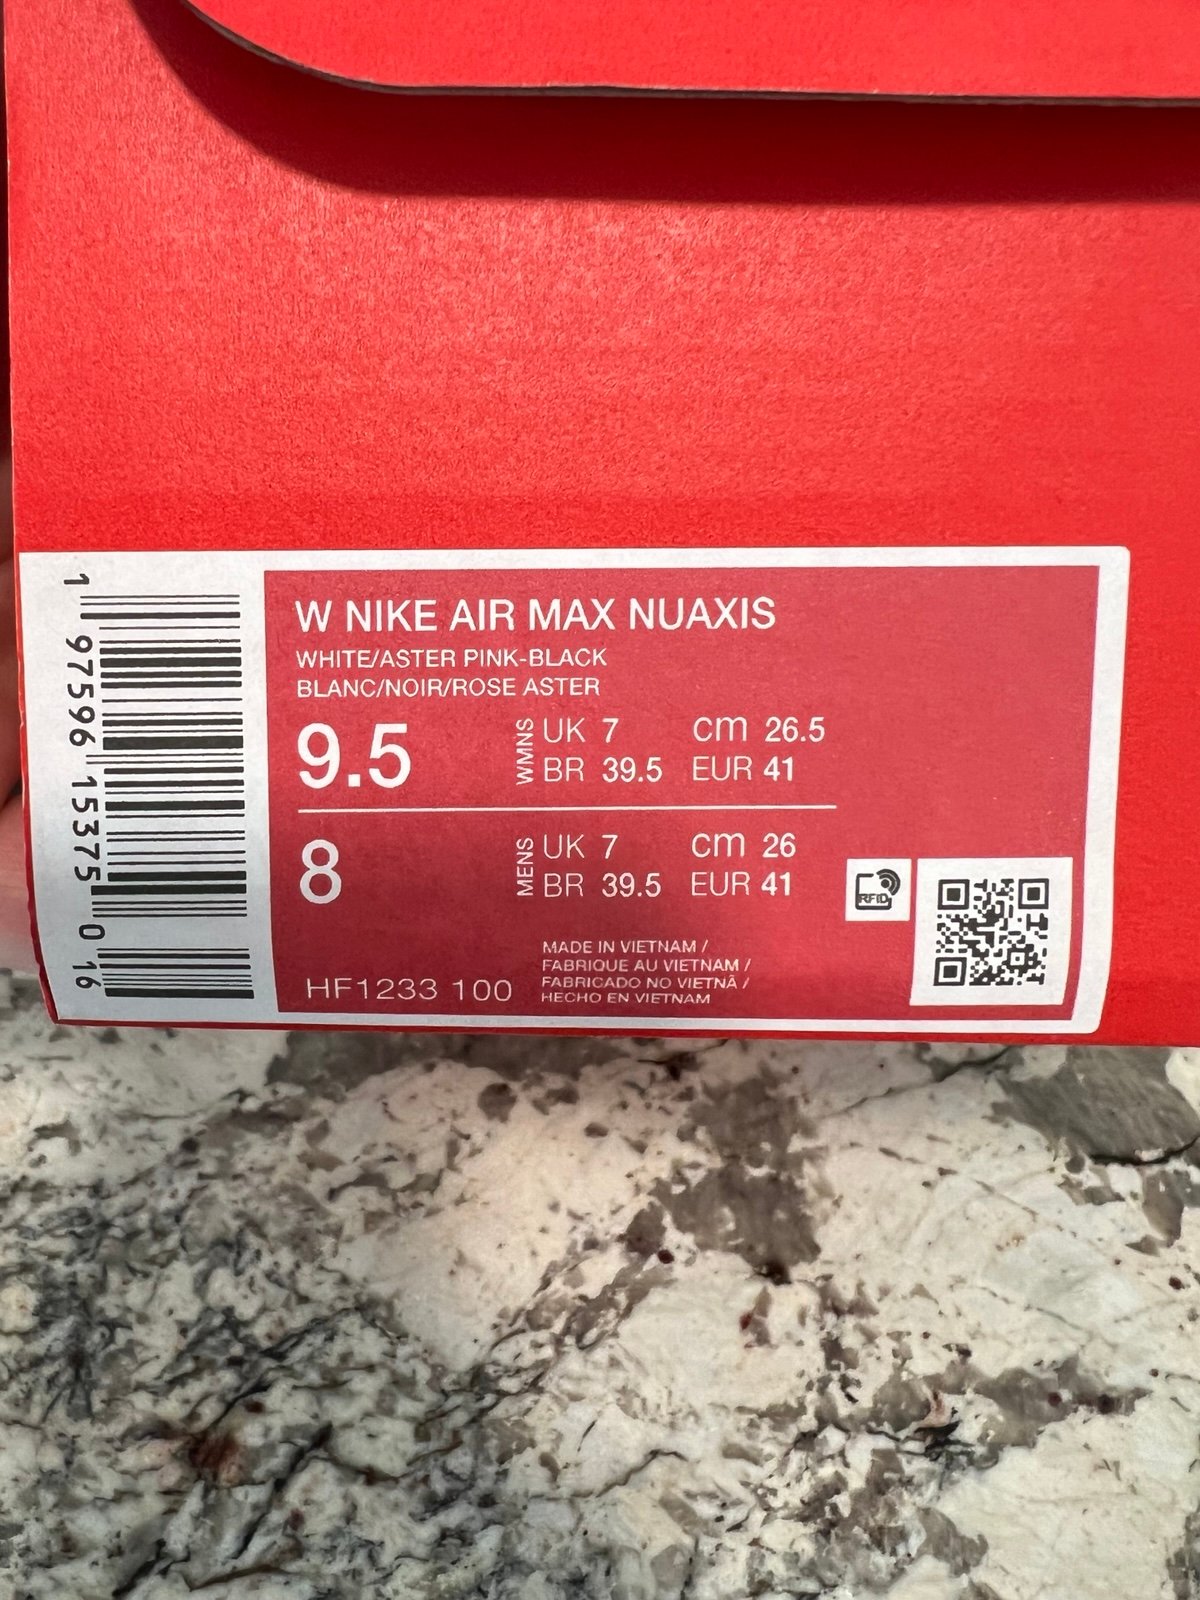 W NIKE AIR MAX NUAXIS
WHITE/ASTER PINK-BLACK
BLANC/NOIR/ROSE ASTER
9.5
WMNS
UK 7 cm 26.5
BR 39.5 EUR 41
8
MENS
UK 7 cm 26
BR 39.5 EUR 41
RFID
HF1233 100
MADE IN VIETNAM /
FABRIQUE AU VIETNAM /
FABRICADO NO VIETNÃ /
HECHO EN VIETNAM
1 97596 15375 0 16